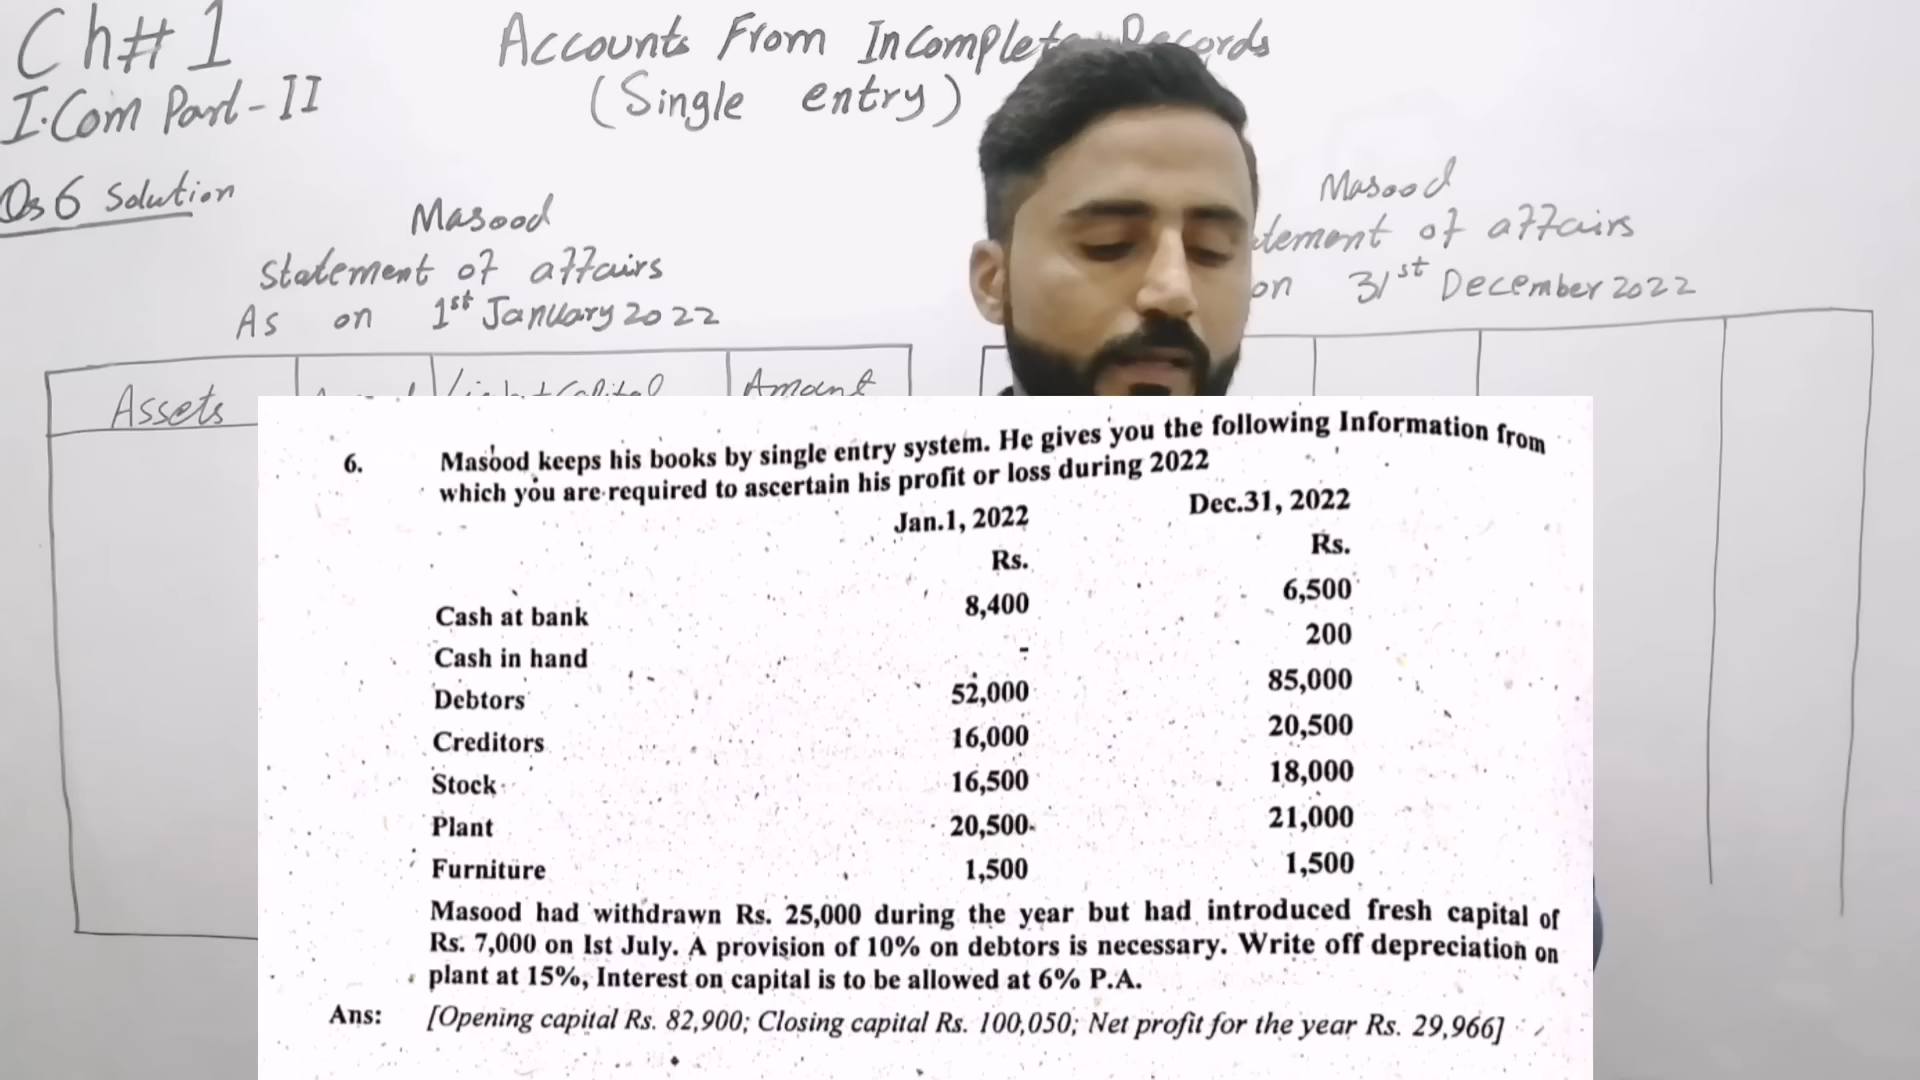 Ch#1
I.Com Part-II
Qs 6 Solution
Accounts From Incomplete Records
(Single entry)
Masood
Statement of affairs
As on 1st January 2022
Assets
Amount
Masood
of affairs
on 31st December 2022
6. Masood keeps his books by single entry system. He gives you the following Information from
which you are required to ascertain his profit or loss during 2022
Jan.1, 2022 Dec.31, 2022
Rs. Rs.
Cash at bank 8,400 6,500
Cash in hand - 200
Debtors 52,000 85,000
Creditors 16,000 20,500
Stock 16,500 18,000
Plant 20,500 21,000
Furniture 1,500 1,500
Masood had withdrawn Rs. 25,000 during the year but had introduced fresh capital of
Rs. 7,000 on Ist July. A provision of 10% on debtors is necessary. Write off depreciation on
plant at 15%, Interest on capital is to be allowed at 6% P.A.
Ans: [Opening capital Rs. 82,900; Closing capital Rs. 100,050; Net profit for the year Rs. 29,966]